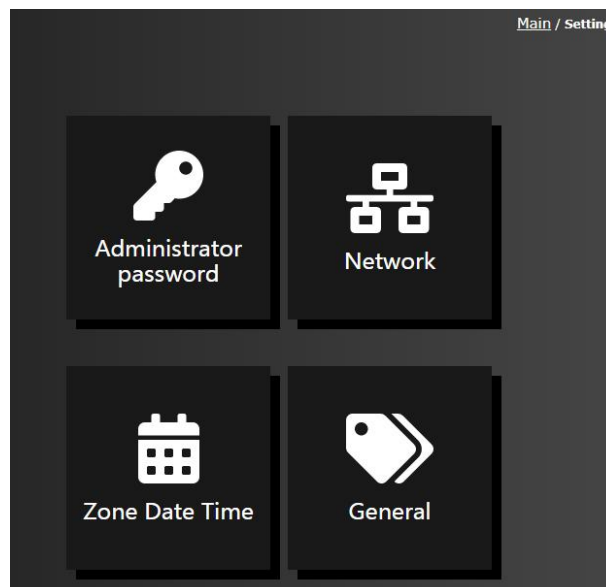 Main / Setting
Administrator
password
Network
Zone Date Time
General